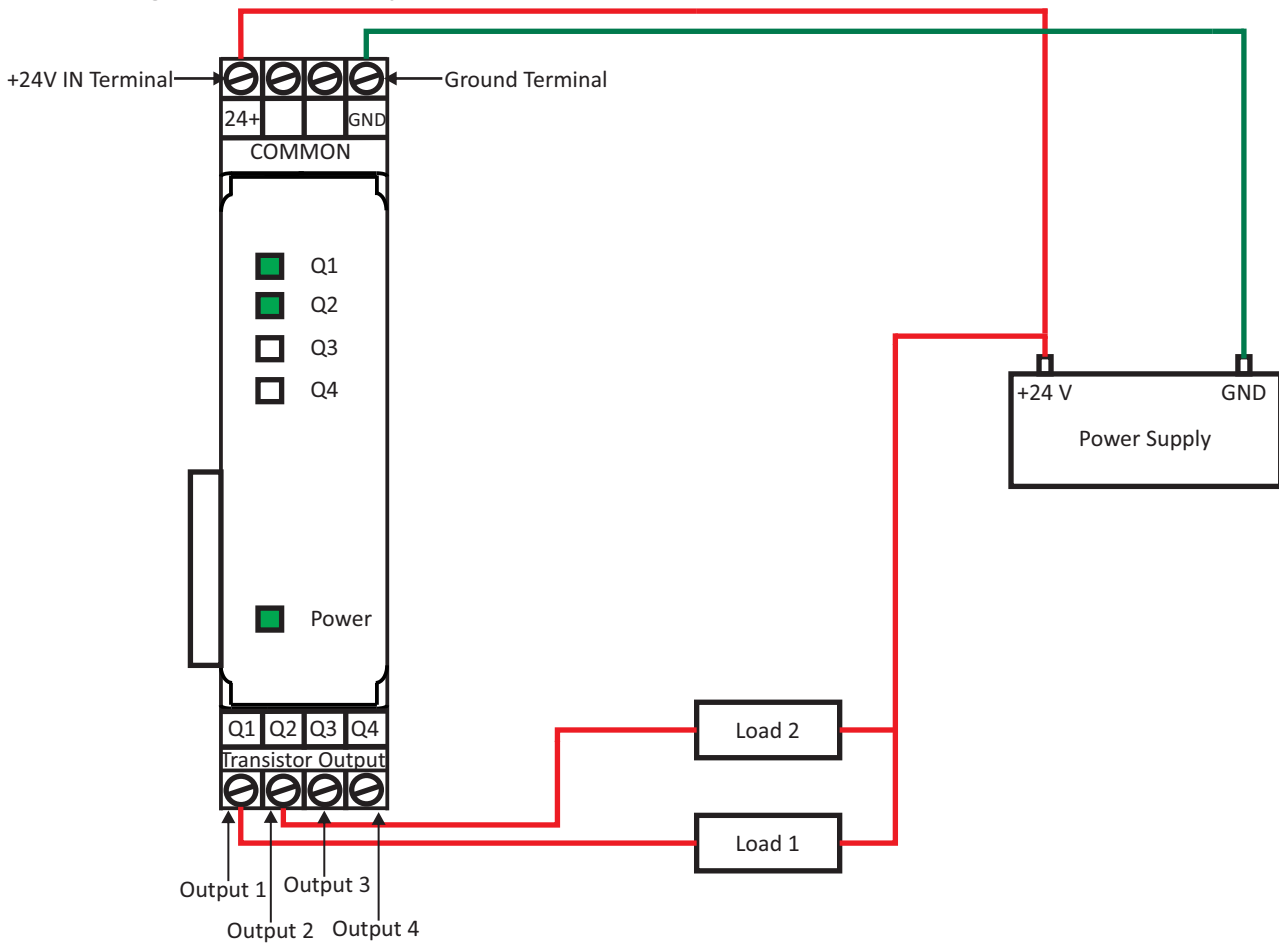 +24V IN Terminal
Ground Terminal
24+
GND
COMMON
Q1
Q2
Q3
Q4
+24 V
GND
Power Supply
Power
Q1 Q2 Q3 Q4
Transistor Output
Load 2
Load 1
Output 1
Output 3
Output 2
Output 4